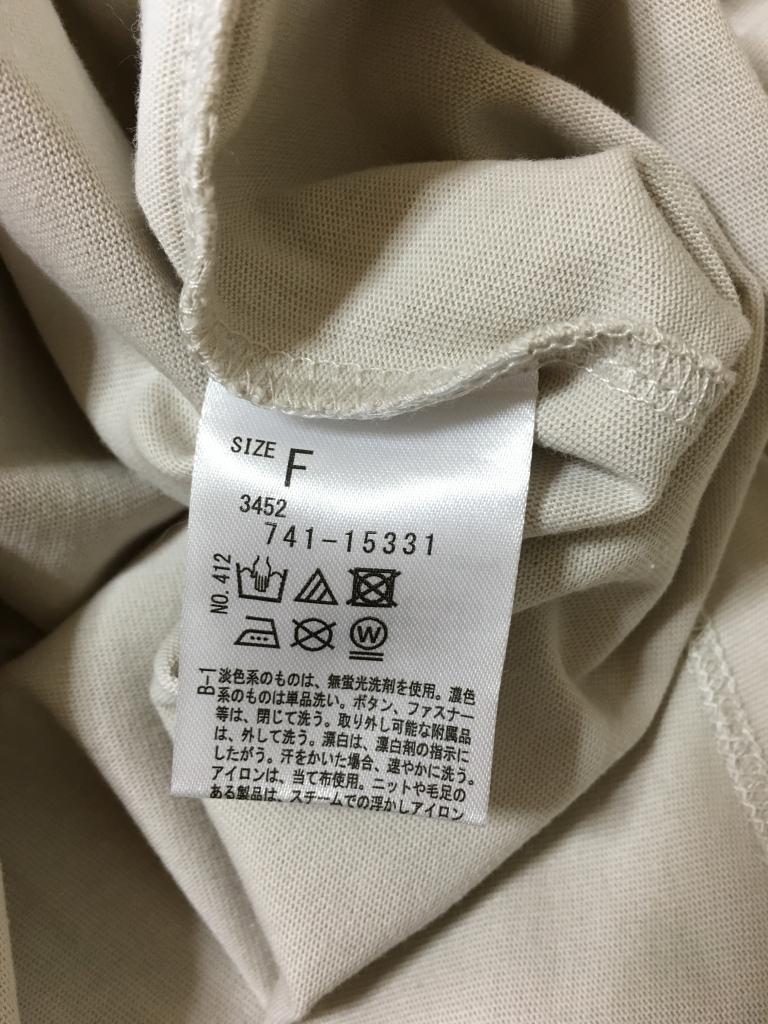 SIZE F
3452
741-15331
NO. 412
W
B-1
淡色系のものは、無蛍光洗剤を使用。濃色
系のものは単品洗い。ボタン、ファスナー
等は、閉じて洗う。取り外し可能な附属品
は、外して洗う。漂白は、漂白剤の指示に
したがう。汗をかいた場合、速やかに洗う。
アイロンは、当て布使用。ニットや毛足の
ある製品は、スチームでの浮かしアイロン